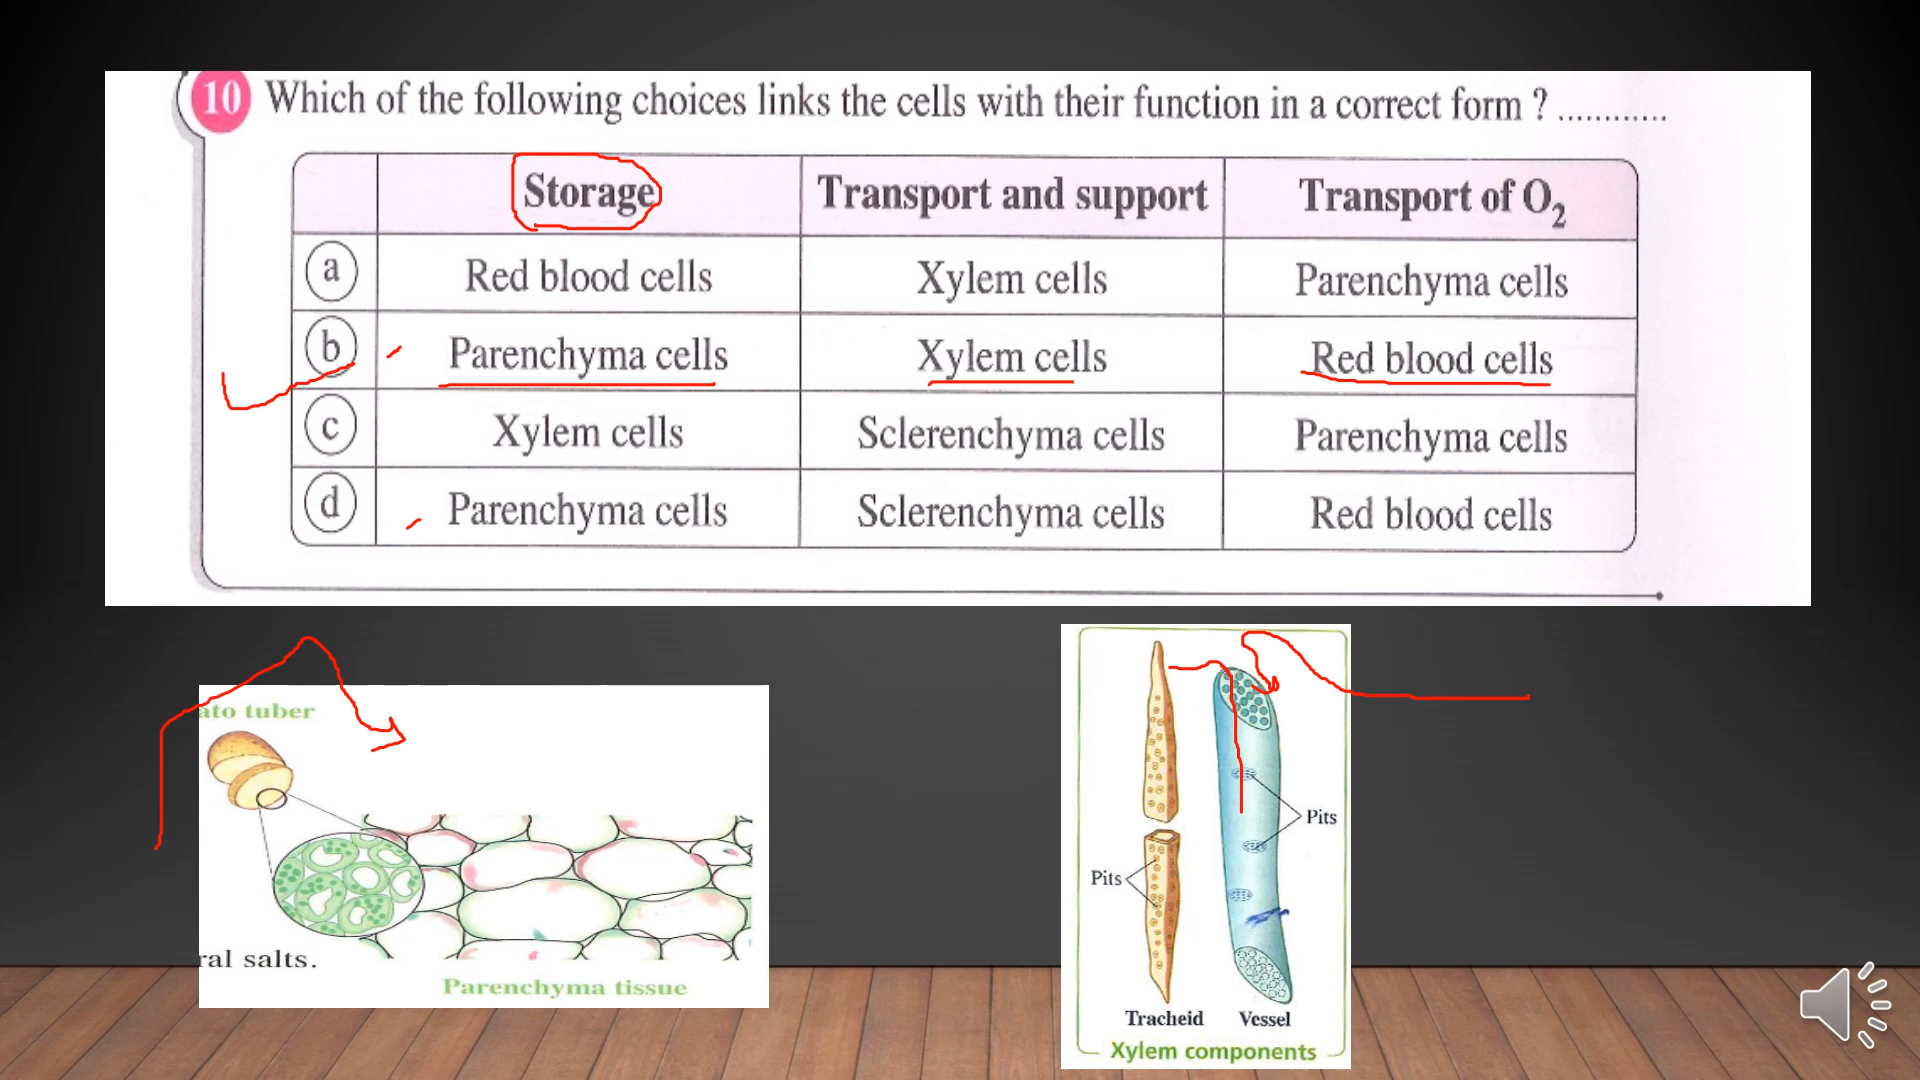 10 Which of the following choices links the cells with their function in a correct form ? ............
Storage Transport and support Transport of O₂
a Red blood cells Xylem cells Parenchyma cells
b Parenchyma cells Xylem cells Red blood cells
c Xylem cells Sclerenchyma cells Parenchyma cells
d Parenchyma cells Sclerenchyma cells Red blood cells
ato tuber
ral salts.
Parenchyma tissue
Pits
Pits
Tracheid Vessel
Xylem components